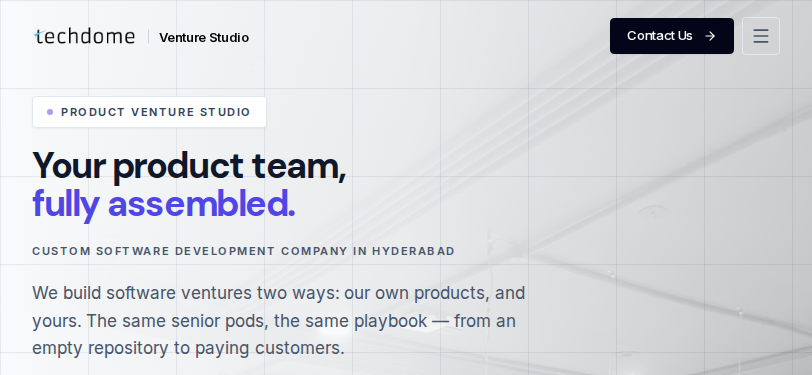 techdome
Venture Studio
Contact Us
PRODUCT VENTURE STUDIO
Your product team,
fully assembled.
CUSTOM SOFTWARE DEVELOPMENT COMPANY IN HYDERABAD
We build software ventures two ways: our own products, and
yours. The same senior pods, the same playbook — from an
empty repository to paying customers.